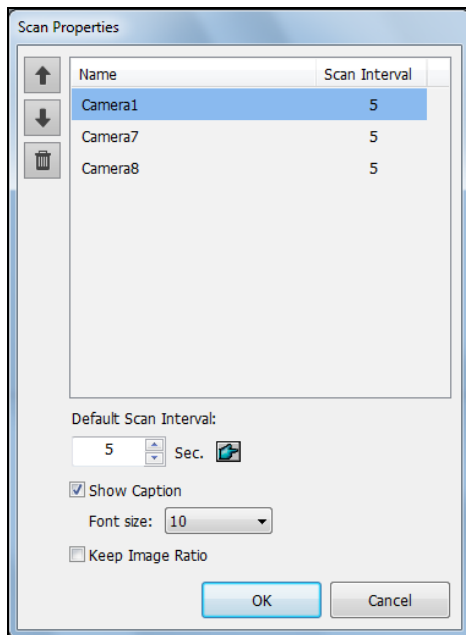 Scan Properties
Name Scan Interval
Camera1 5
Camera7 5
Camera8 5
Default Scan Interval:
5 Sec.
Show Caption
Font size: 10
Keep Image Ratio
OK Cancel